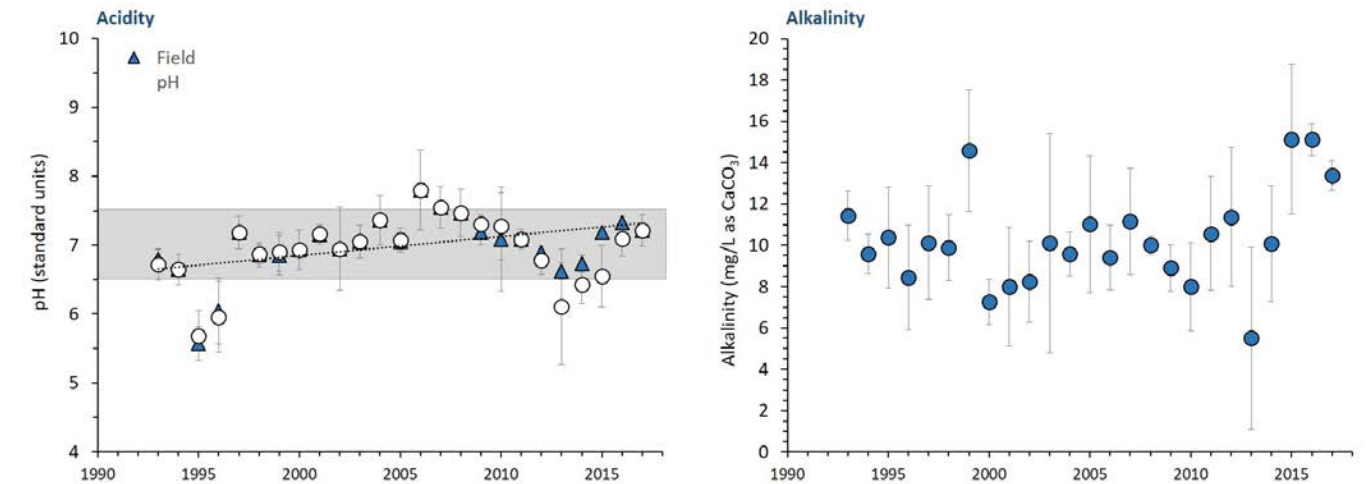 Acidity
10
9
8
7
6
5
4
pH (standard units)
Field
pH
1990 1995 2000 2005 2010 2015
Alkalinity
20
18
16
14
12
10
8
6
4
2
0
Alkalinity (mg/L as CaCO₃)
1990 1995 2000 2005 2010 2015